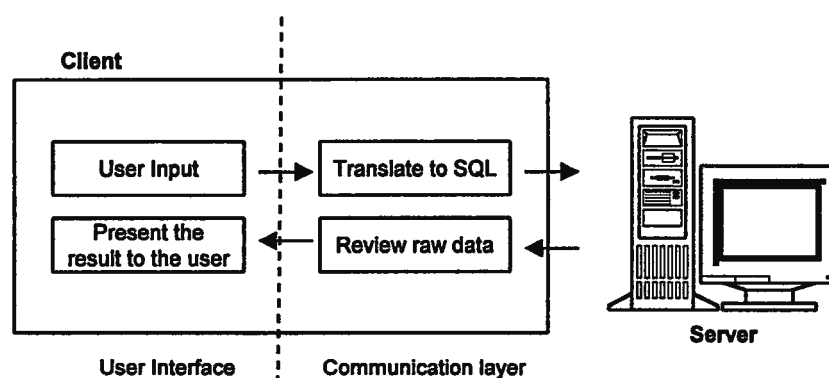 Client
User Input
Translate to SQL
Present the
result to the user
Review raw data
Server
User Interface
Communication layer